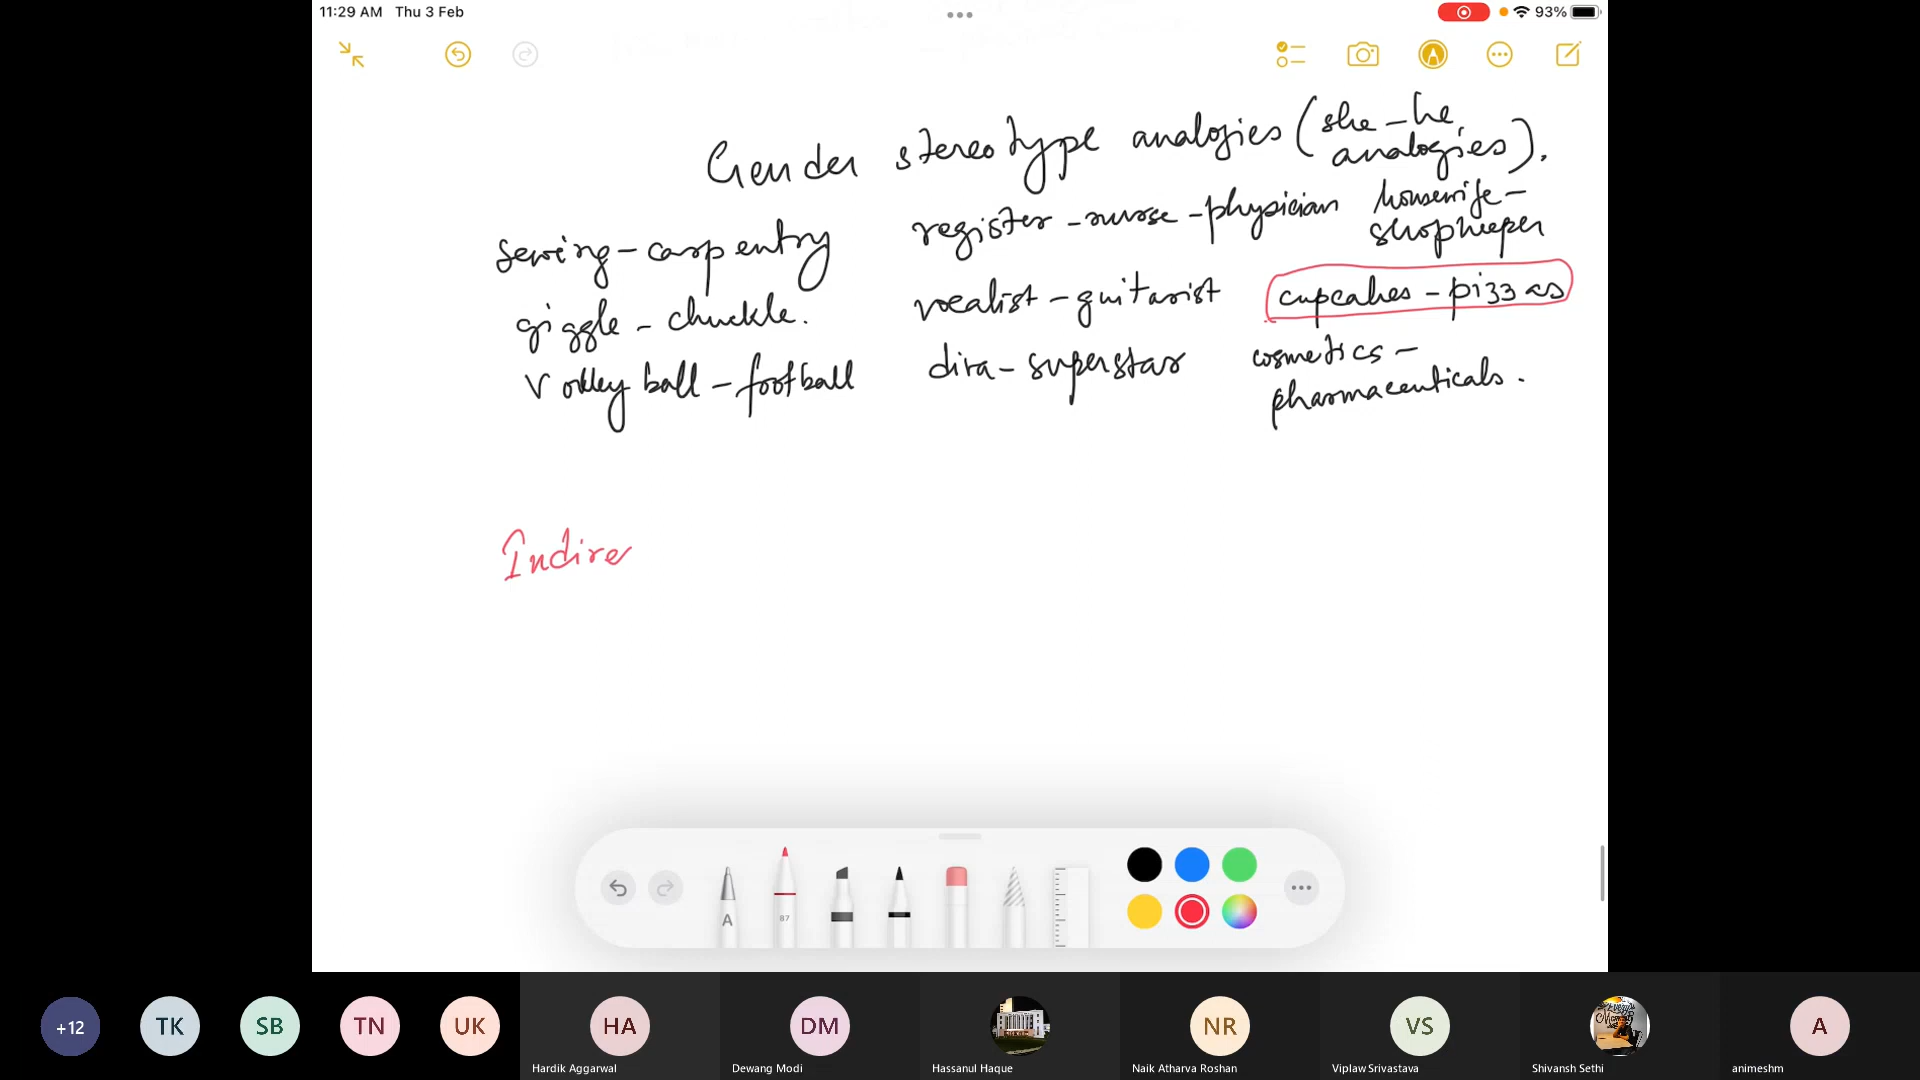 11:29 AM Thu 3 Feb
93%
Gender stereotype analogies (she-he analogies).
sewing - carpentry
register - nurse - physician
housewife - shopkeeper
giggle - chuckle.
vocalist - guitarist
cupcakes - pizzas
volley ball - football
diva - superstar
cosmetics - pharmaceuticals.
Indire
A
87
+12
TK
SB
TN
UK
HA
DM
NR
VS
A
Hardik Aggarwal
Dewang Modi
Hassanul Haque
Naik Atharva Roshan
Viplaw Srivastava
Shivansh Sethi
animeshm